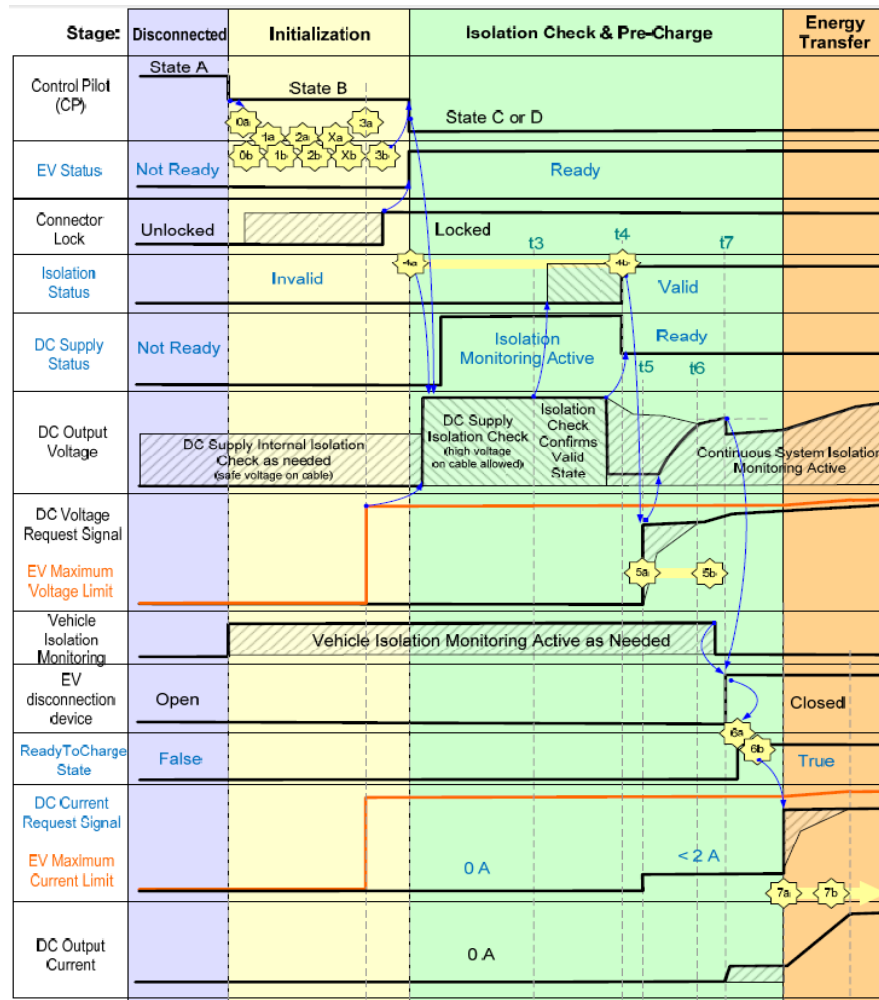 Stage:
Disconnected
Initialization
Isolation Check & Pre-Charge
Energy
Transfer
Control Pilot
(CP)
State A
State B
State C or D
0a
1a
2a
Xa
3a
0b
1b
2b
Xb
3b
EV Status
Not Ready
Ready
Connector
Lock
Unlocked
Locked
t3
t4
t7
Isolation
Status
Invalid
4a
4b
Valid
DC Supply
Status
Not Ready
Isolation
Monitoring Active
Ready
t5
t6
DC Output
Voltage
DC Supply Internal Isolation
Check as needed
(safe voltage on cable)
DC Supply
Isolation Check
(high voltage
on cable allowed)
Isolation
Check
Confirms
Valid
State
Continuous System Isolation
Monitoring Active
DC Voltage
Request Signal
EV Maximum
Voltage Limit
5a
5b
Vehicle
Isolation
Monitoring
Vehicle Isolation Monitoring Active as Needed
EV
disconnection
device
Open
Closed
6a
6b
ReadyToCharge
State
False
True
DC Current
Request Signal
EV Maximum
Current Limit
0 A
< 2 A
7a
7b
DC Output
Current
0 A